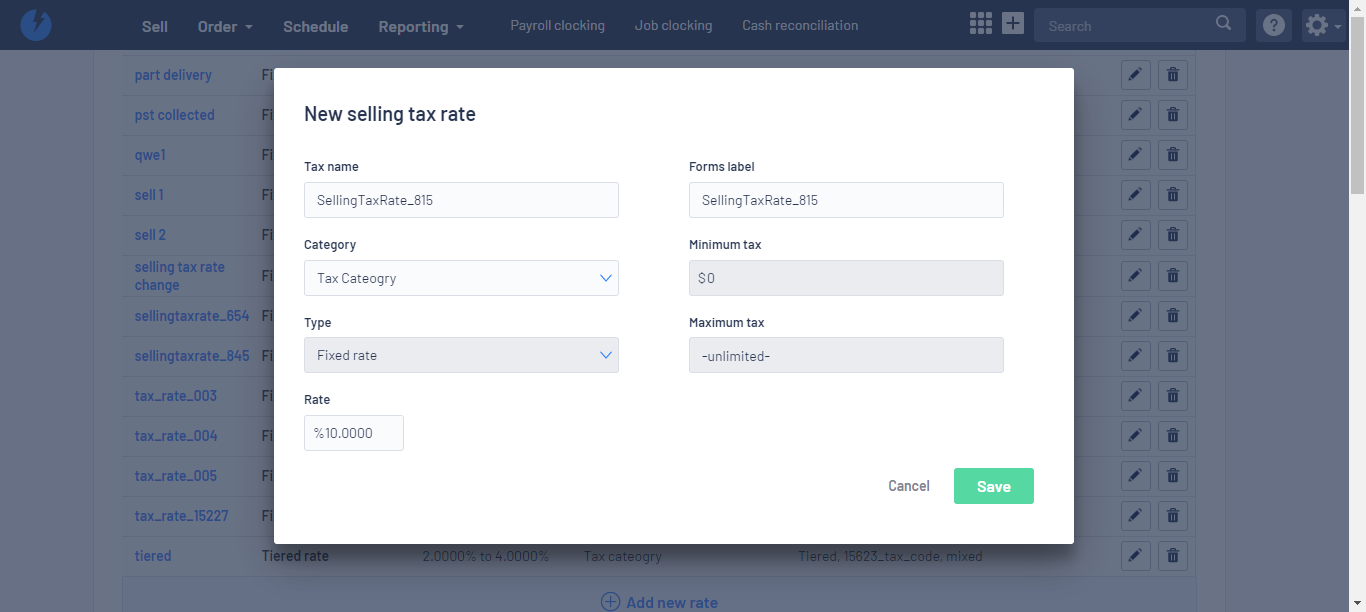 Sell Order Schedule Reporting Payroll clocking Job clocking Cash reconciliation Search
part delivery Fi
pst collected Fi
qwe1 Fi
sell 1 Fi
sell 2 Fi
selling tax rate
change Fi
sellingtaxrate_654 Fi
sellingtaxrate_845 Fi
tax_rate_003 Fi
tax_rate_004 Fi
tax_rate_005 Fi
tax_rate_15227 Fi
tiered Tiered rate 2.0000% to 4.0000% Tax cateogry Tiered, 15623_tax_code, mixed
Add new rate
New selling tax rate
Tax name Forms label
SellingTaxRate_815 SellingTaxRate_815
Category Minimum tax
Tax Cateogry $0
Type Maximum tax
Fixed rate -unlimited-
Rate
%10.0000
Cancel Save